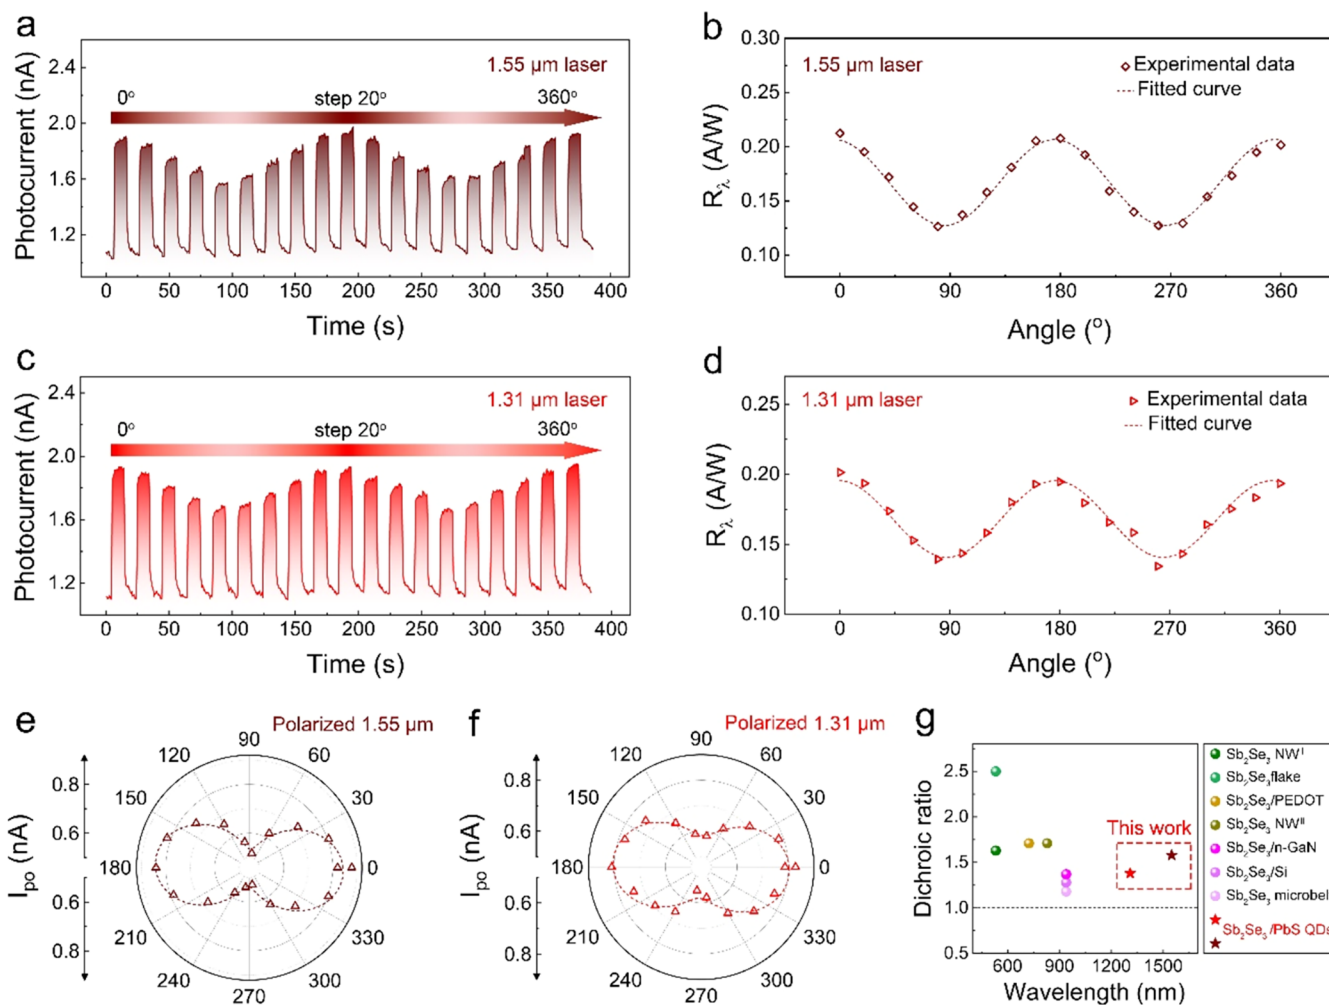 a
1.55 µm laser
0° step 20° 360°
Photocurrent (nA)
2.4
2.0
1.6
1.2
0 50 100 150 200 250 300 350 400
Time (s)
b
1.55 µm laser
Experimental data
Fitted curve
Rλ (A/W)
0.30
0.25
0.20
0.15
0.10
0 90 180 270 360
Angle (°)
c
1.31 µm laser
0° step 20° 360°
Photocurrent (nA)
2.4
2.0
1.6
1.2
0 50 100 150 200 250 300 350 400
Time (s)
d
1.31 µm laser
Experimental data
Fitted curve
Rλ (A/W)
0.25
0.20
0.15
0.10
0 90 180 270 360
Angle (°)
e
Polarized 1.55 µm
Ipo (nA)
0.8
0.6
0.6
0.8
90
120 60
150 30
180 0
210 330
240 300
270
f
Polarized 1.31 µm
Ipo (nA)
0.8
0.6
0.6
0.8
90
120 60
150 30
180 0
210 330
240 300
270
g
Dichroic ratio
2.5
2.0
1.5
1.0
0.5
This work
600 900 1200 1500
Wavelength (nm)
Sb₂Se₃ NWᴵ
Sb₂Se₃flake
Sb₂Se₃/PEDOT
Sb₂Se₃ NWᴵᴵ
Sb₂Se₃/n-GaN
Sb₂Se₃/Si
Sb₂Se₃ microbel
Sb₂Se₃/PbS QDs